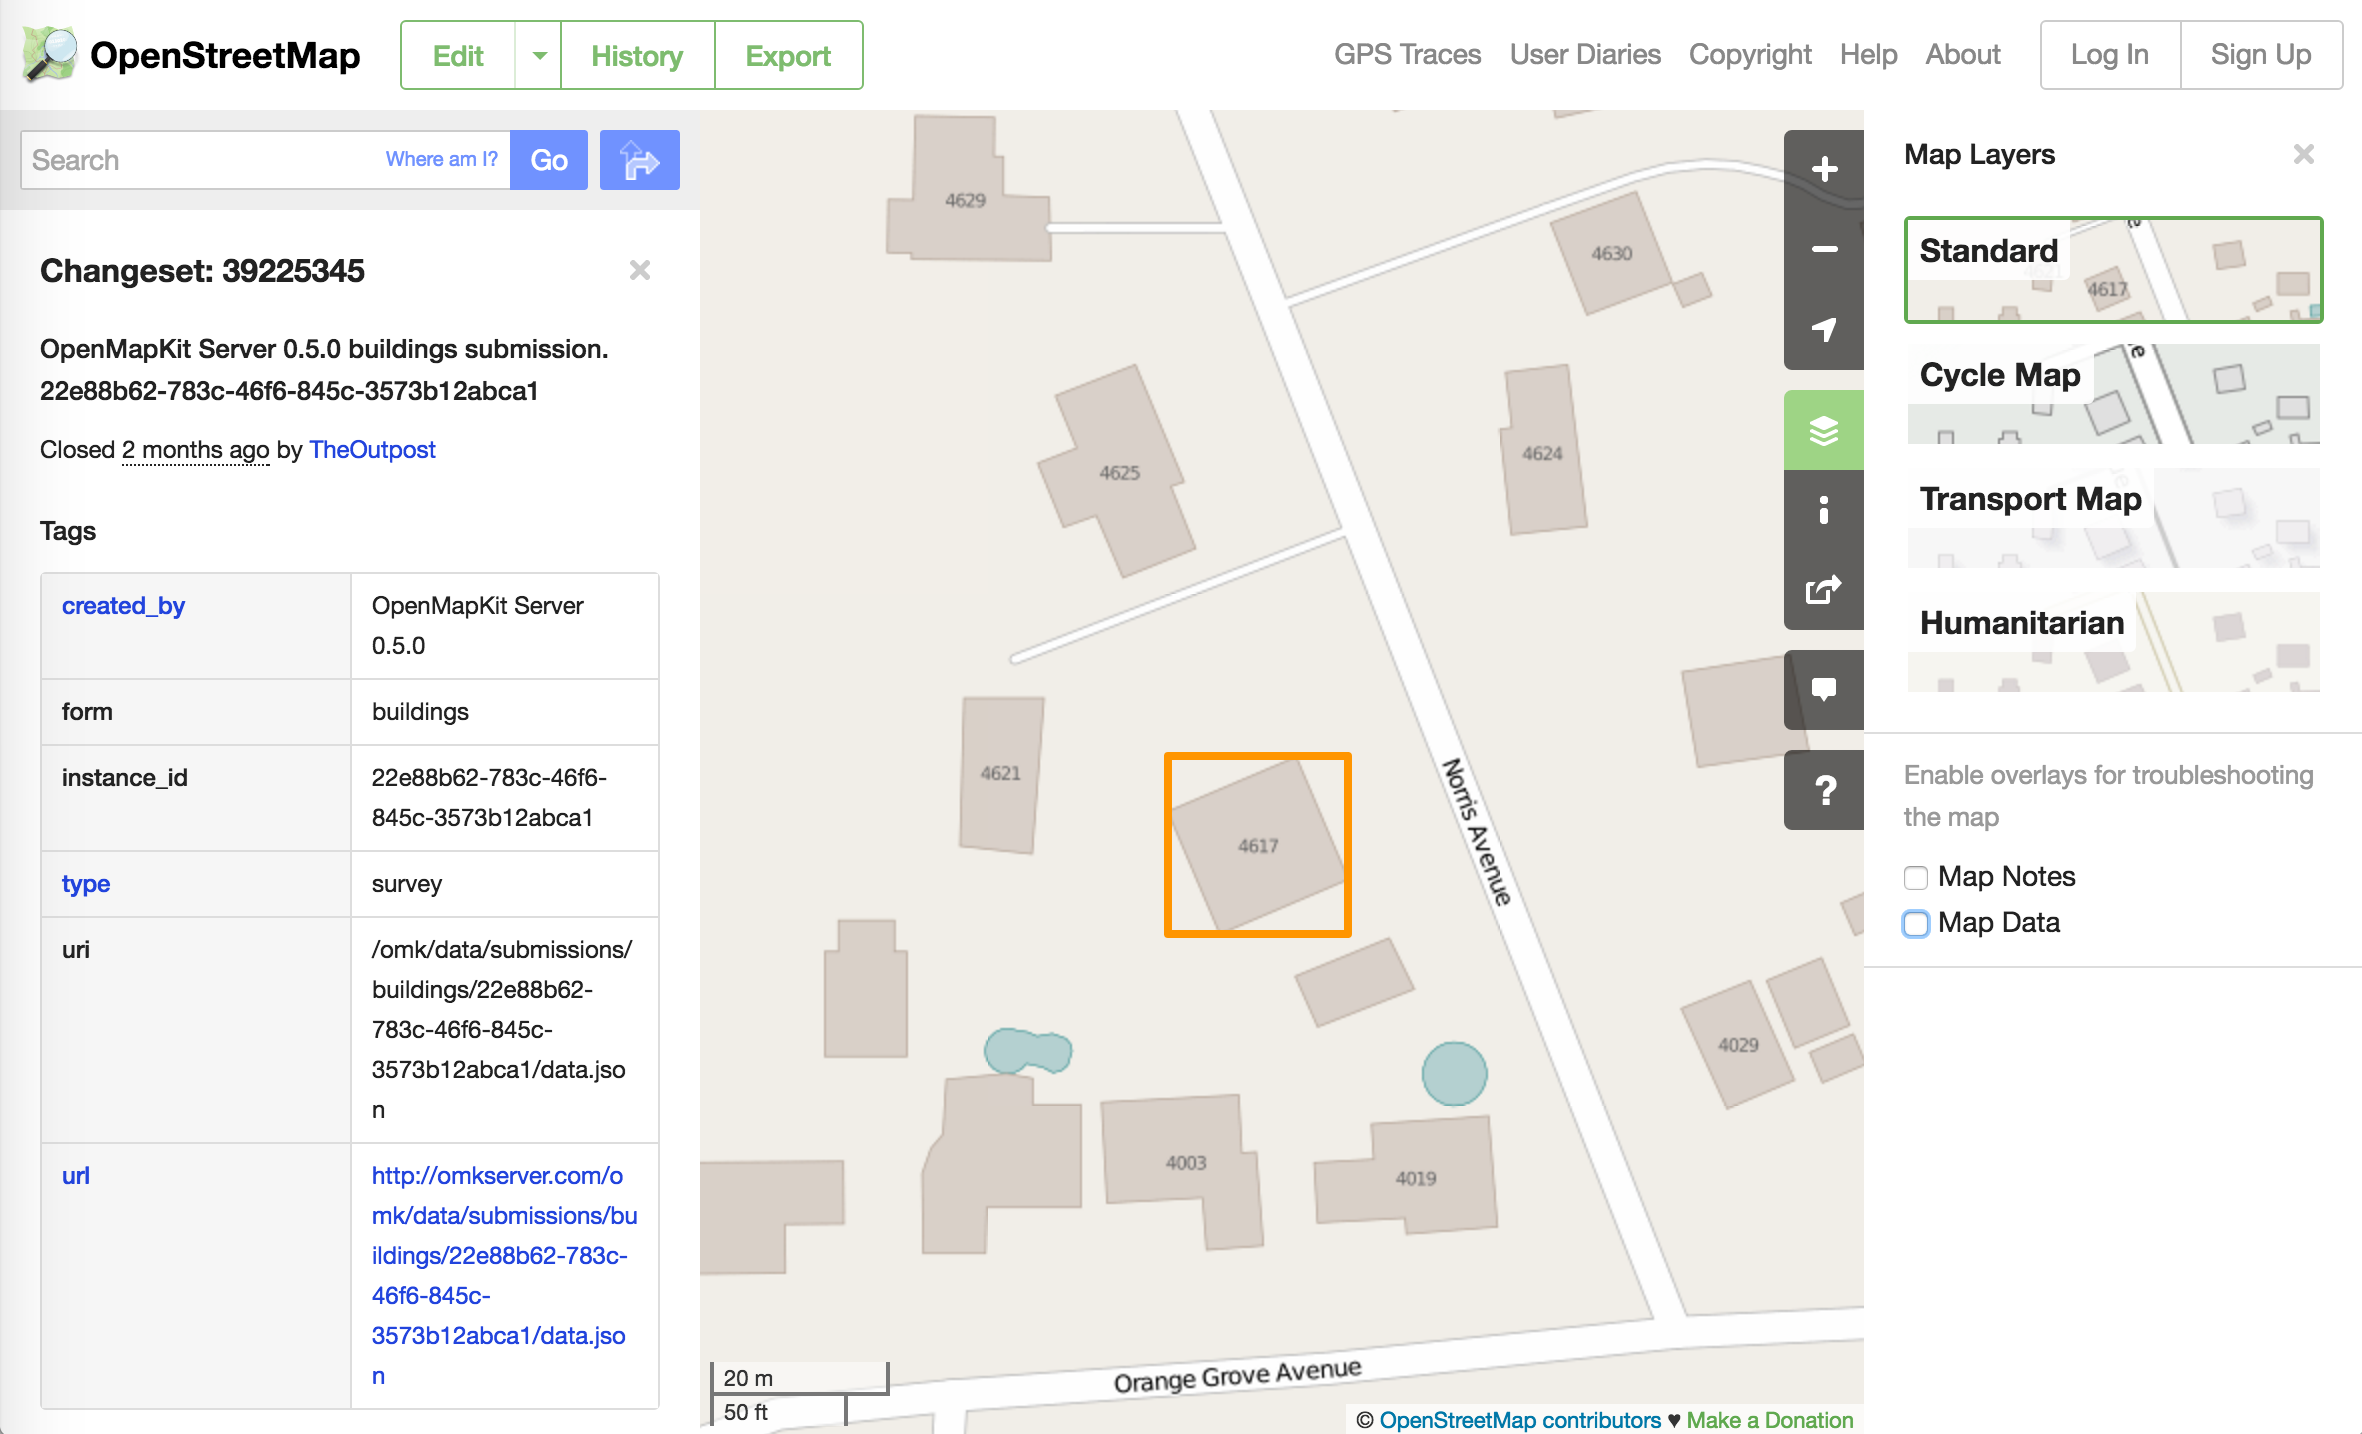 OpenStreetMap
Edit
History
Export
GPS Traces
User Diaries
Copyright
Help
About
Log In
Sign Up
Search
Where am I?
Go
Changeset: 39225345
OpenMapKit Server 0.5.0 buildings submission.
22e88b62-783c-46f6-845c-3573b12abca1
Closed 2 months ago by TheOutpost
Tags
created_by
OpenMapKit Server
0.5.0
form
buildings
instance_id
22e88b62-783c-46f6-
845c-3573b12abca1
type
survey
uri
/omk/data/submissions/
buildings/22e88b62-
783c-46f6-845c-
3573b12abca1/data.jso
n
url
http://omkserver.com/o
mk/data/submissions/bu
ildings/22e88b62-783c-
46f6-845c-
3573b12abca1/data.jso
n
4629
4630
4625
4624
4621
4617
Norris Avenue
4029
4003
4019
Orange Grove Avenue
20 m
50 ft
© OpenStreetMap contributors ♥ Make a Donation
?
Map Layers
Standard
4617
Cycle Map
Transport Map
Humanitarian
Enable overlays for troubleshooting
the map
Map Notes
Map Data